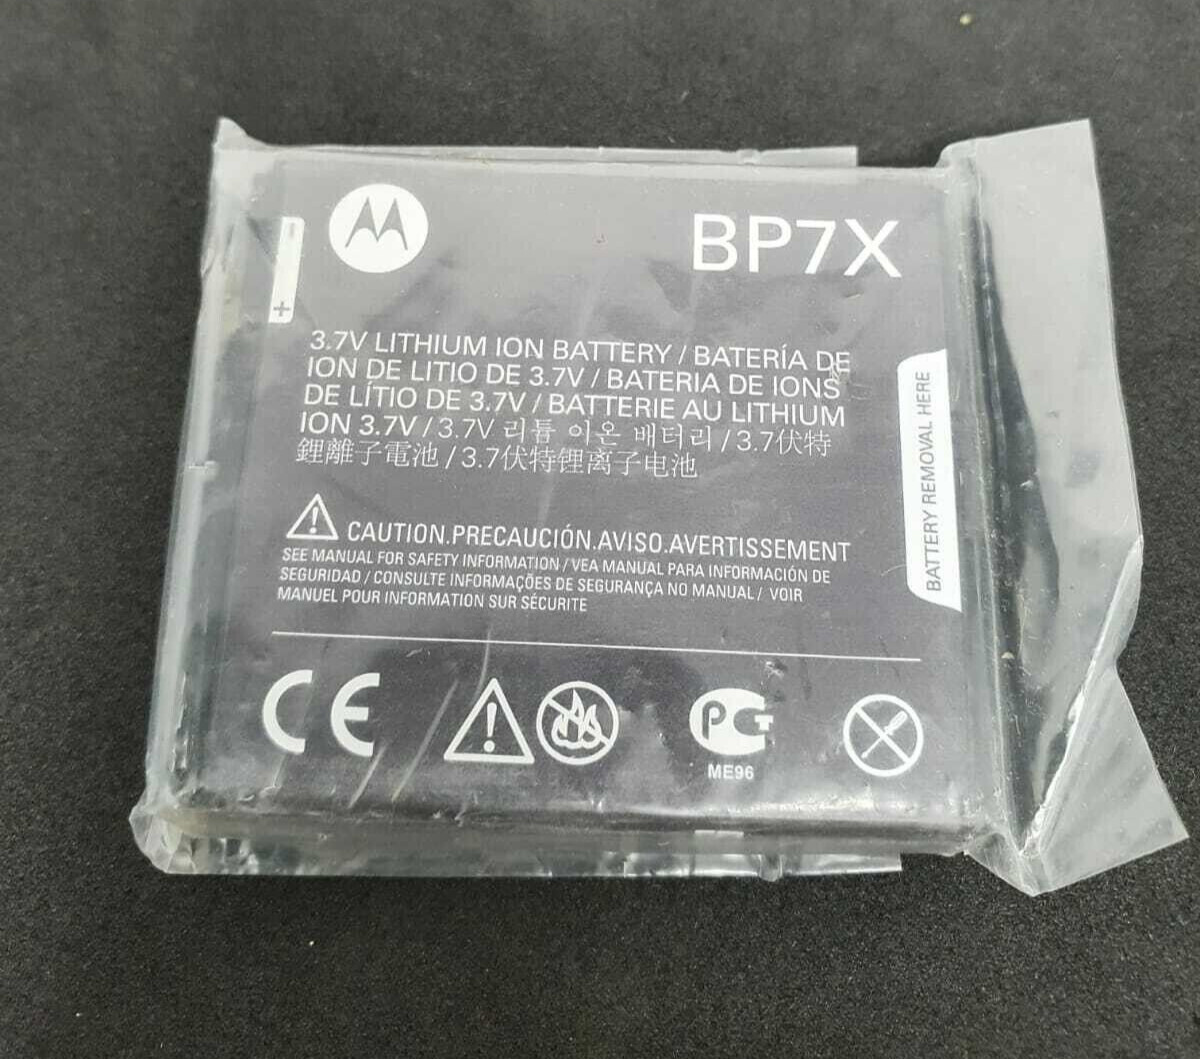 BP7X
- +
3.7V LITHIUM ION BATTERY / BATERÍA DE
ION DE LITIO DE 3.7V / BATERIA DE IONS
DE LÍTIO DE 3.7V / BATTERIE AU LITHIUM
ION 3.7V / 3.7V 리튬 이온 배터리 / 3.7伏特
鋰離子電池 / 3.7伏特锂离子电池
BATTERY REMOVAL HERE
CAUTION.PRECAUCIÓN.AVISO.AVERTISSEMENT
SEE MANUAL FOR SAFETY INFORMATION / VEA MANUAL PARA INFORMACIÓN DE
SEGURIDAD / CONSULTE INFORMAÇÕES DE SEGURANÇA NO MANUAL / VOIR
MANUEL POUR INFORMATION SUR SÉCURITE
CE
PCT
ME96